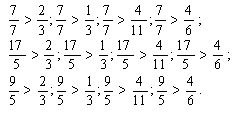 7/7 > 2/3; 7/7 > 1/3; 7/7 > 4/11; 7/7 > 4/6;
17/5 > 2/3; 17/5 > 1/3; 17/5 > 4/11; 17/5 > 4/6;
9/5 > 2/3; 9/5 > 1/3; 9/5 > 4/11; 9/5 > 4/6.